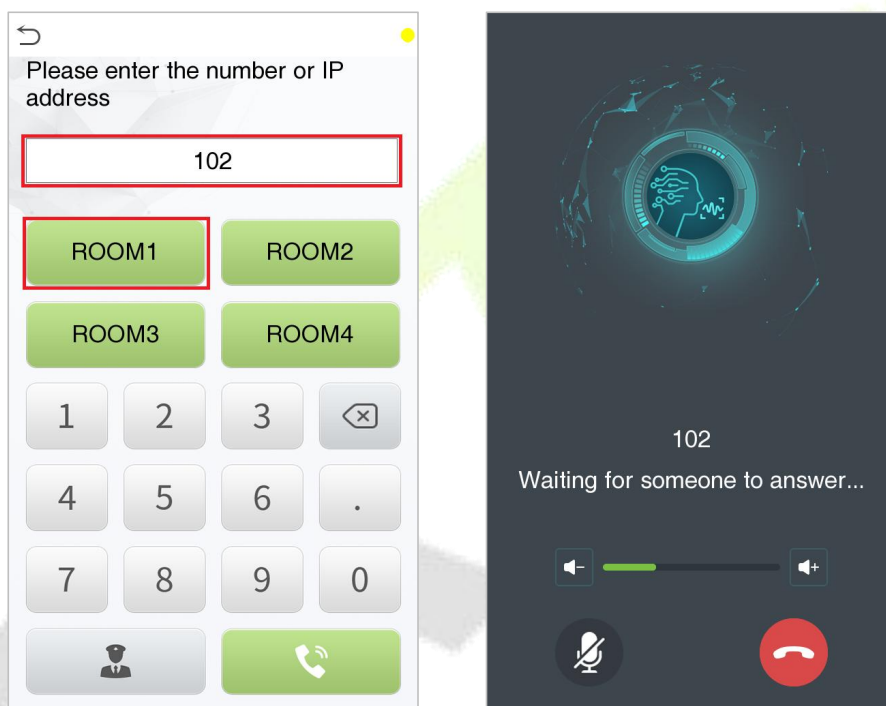 Please enter the number or IP
address
102
ROOM1
ROOM2
ROOM3
ROOM4
1
2
3
4
5
6
.
7
8
9
0
102
Waiting for someone to answer...